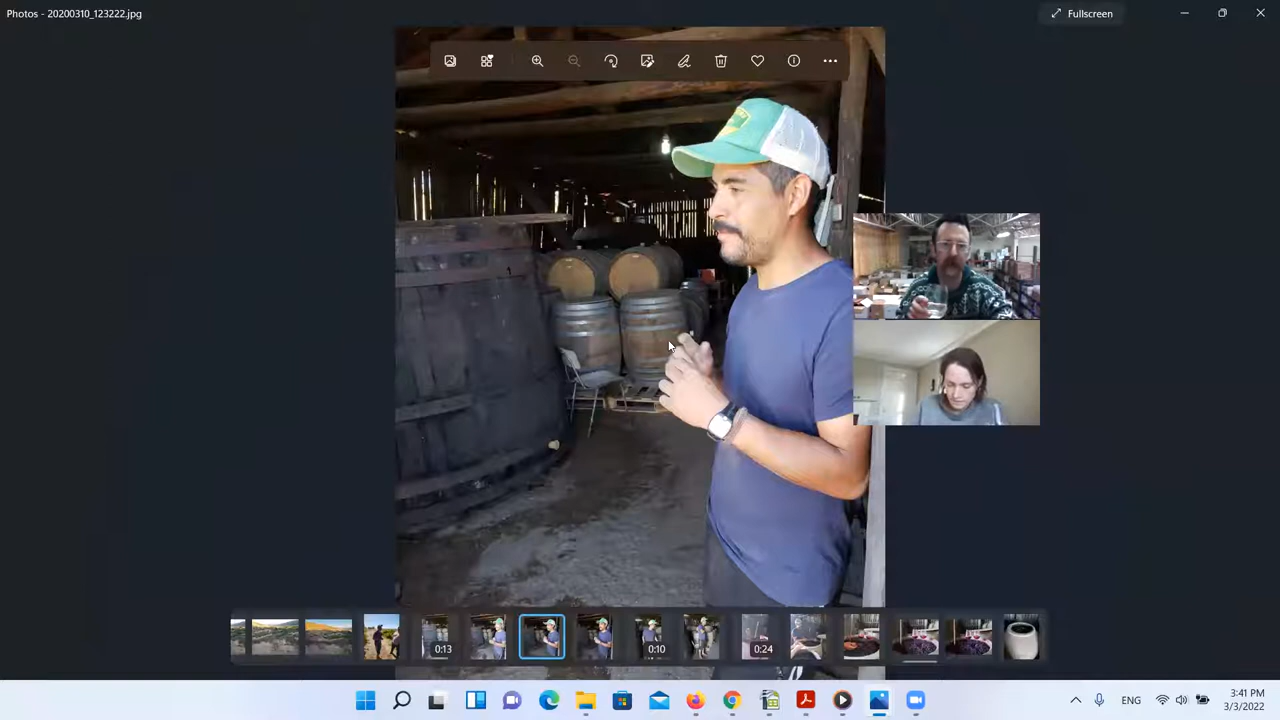 Photos - 20200310_123222.jpg
Fullscreen
0:13
0:10
0:24
ENG
3:41 PM
3/3/2022